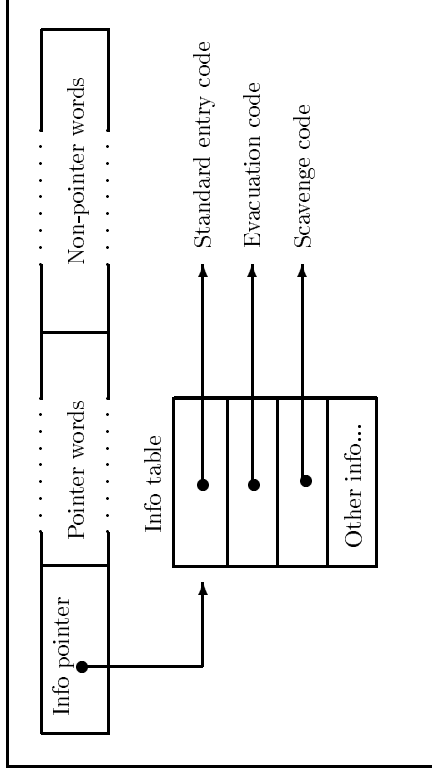 Info pointer
Pointer words
Non-pointer words
Info table
Standard entry code
Evacuation code
Scavenge code
Other info...